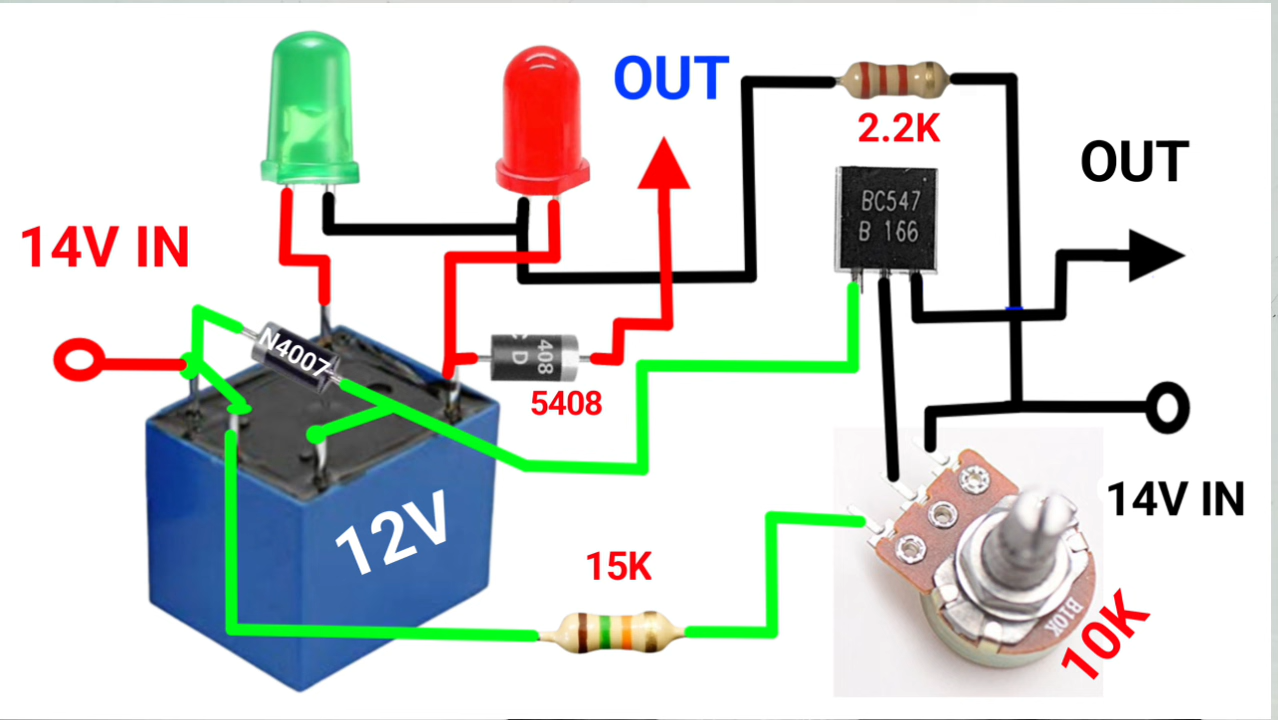 OUT
2.2K
OUT
BC547
B 166
14V IN
N4007
408
C D
5408
14V IN
12V
15K
B10K
10K